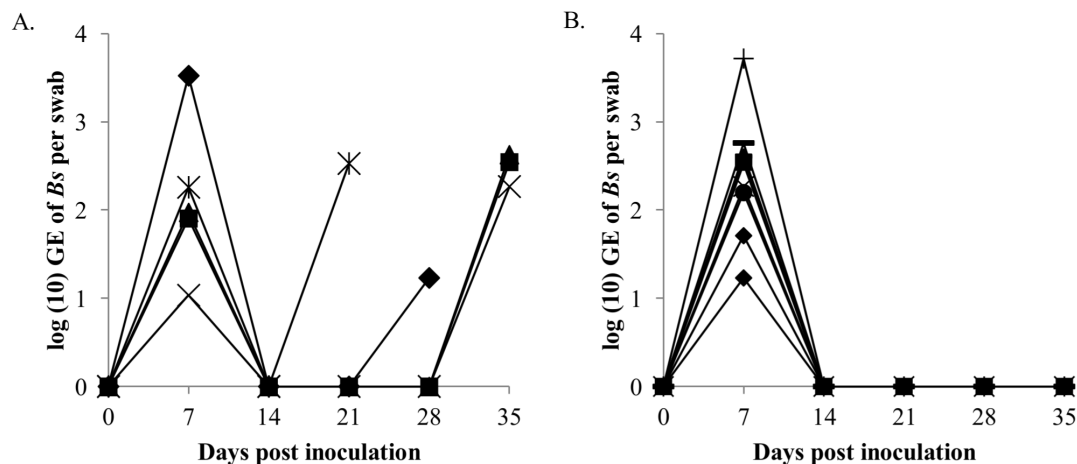 A.
log (10) GE of Bs per swab
4
3
2
1
0
0 7 14 21 28 35
Days post inoculation
B.
log (10) GE of Bs per swab
4
3
2
1
0
0 7 14 21 28 35
Days post inoculation